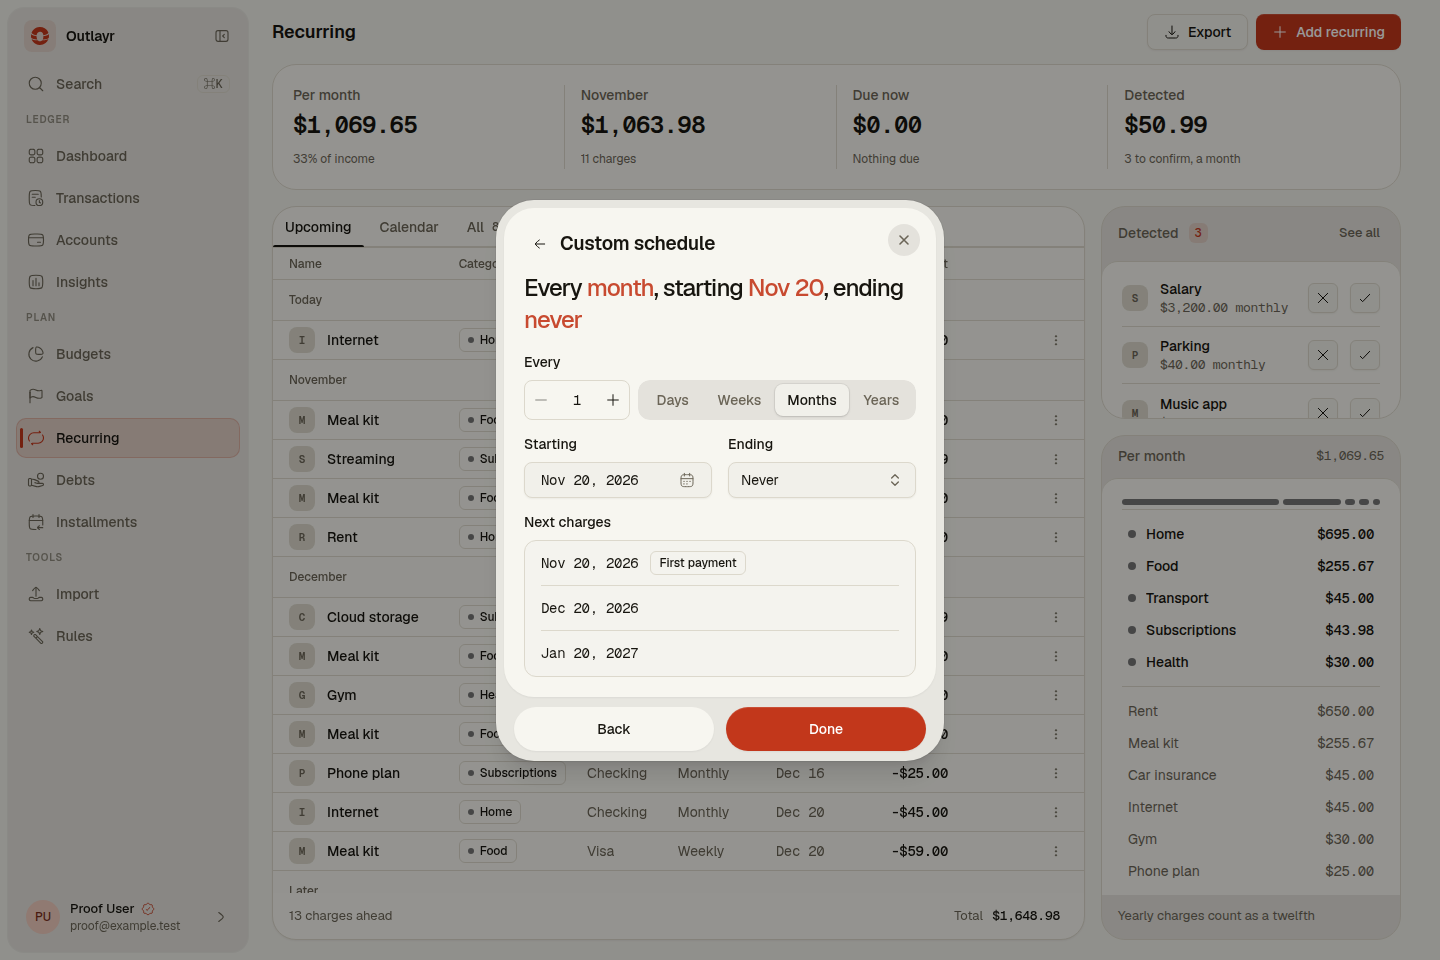 Outlayr
Search ⌘K
LEDGER
Dashboard
Transactions
Accounts
Insights
PLAN
Budgets
Goals
Recurring
Debts
Installments
TOOLS
Import
Rules
PU Proof User
proof@example.test
Recurring
Export
Add recurring
Per month
$1,069.65
33% of income
November
$1,063.98
11 charges
Due now
$0.00
Nothing due
Detected
$50.99
3 to confirm, a month
Upcoming Calendar All
Name
Today
I Internet
November
M Meal kit
S Streaming
M Meal kit
R Rent
December
C Cloud storage
M Meal kit
G Gym
M Meal kit
P Phone plan Subscriptions Checking Monthly Dec 16 -$25.00
I Internet Home Checking Monthly Dec 20 -$45.00
M Meal kit Food Visa Weekly Dec 20 -$59.00
Later
13 charges ahead
Total $1,648.98
Custom schedule
Every month, starting Nov 20, ending
never
Every
1
Days Weeks Months Years
Starting
Nov 20, 2026
Ending
Never
Next charges
Nov 20, 2026 First payment
Dec 20, 2026
Jan 20, 2027
Back
Done
Detected 3 See all
S Salary
$3,200.00 monthly
P Parking
$40.00 monthly
M Music app
Per month $1,069.65
Home $695.00
Food $255.67
Transport $45.00
Subscriptions $43.98
Health $30.00
Rent $650.00
Meal kit $255.67
Car insurance $45.00
Internet $45.00
Gym $30.00
Phone plan $25.00
Yearly charges count as a twelfth